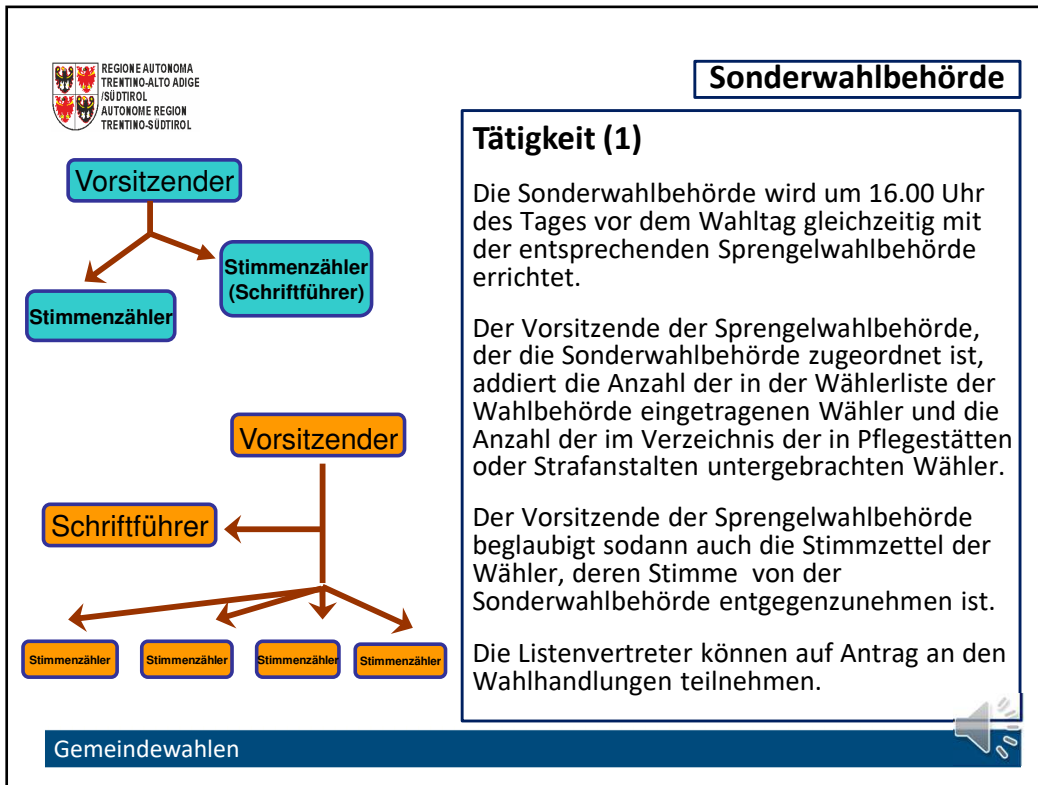 REGIONE AUTONOMA
TRENTINO-ALTO ADIGE
/SÜDTIROL
AUTONOME REGION
TRENTINO-SÜDTIROL
Sonderwahlbehörde
Vorsitzender
Stimmenzähler
(Schriftführer)
Stimmenzähler
Vorsitzender
Schriftführer
Stimmenzähler
Stimmenzähler
Stimmenzähler
Stimmenzähler
Tätigkeit (1)
Die Sonderwahlbehörde wird um 16.00 Uhr
des Tages vor dem Wahltag gleichzeitig mit
der entsprechenden Sprengelwahlbehörde
errichtet.
Der Vorsitzende der Sprengelwahlbehörde,
der die Sonderwahlbehörde zugeordnet ist,
addiert die Anzahl der in der Wählerliste der
Wahlbehörde eingetragenen Wähler und die
Anzahl der im Verzeichnis der in Pflegestätten
oder Strafanstalten untergebrachten Wähler.
Der Vorsitzende der Sprengelwahlbehörde
beglaubigt sodann auch die Stimmzettel der
Wähler, deren Stimme von der
Sonderwahlbehörde entgegenzunehmen ist.
Die Listenvertreter können auf Antrag an den
Wahlhandlungen teilnehmen.
Gemeindewahlen